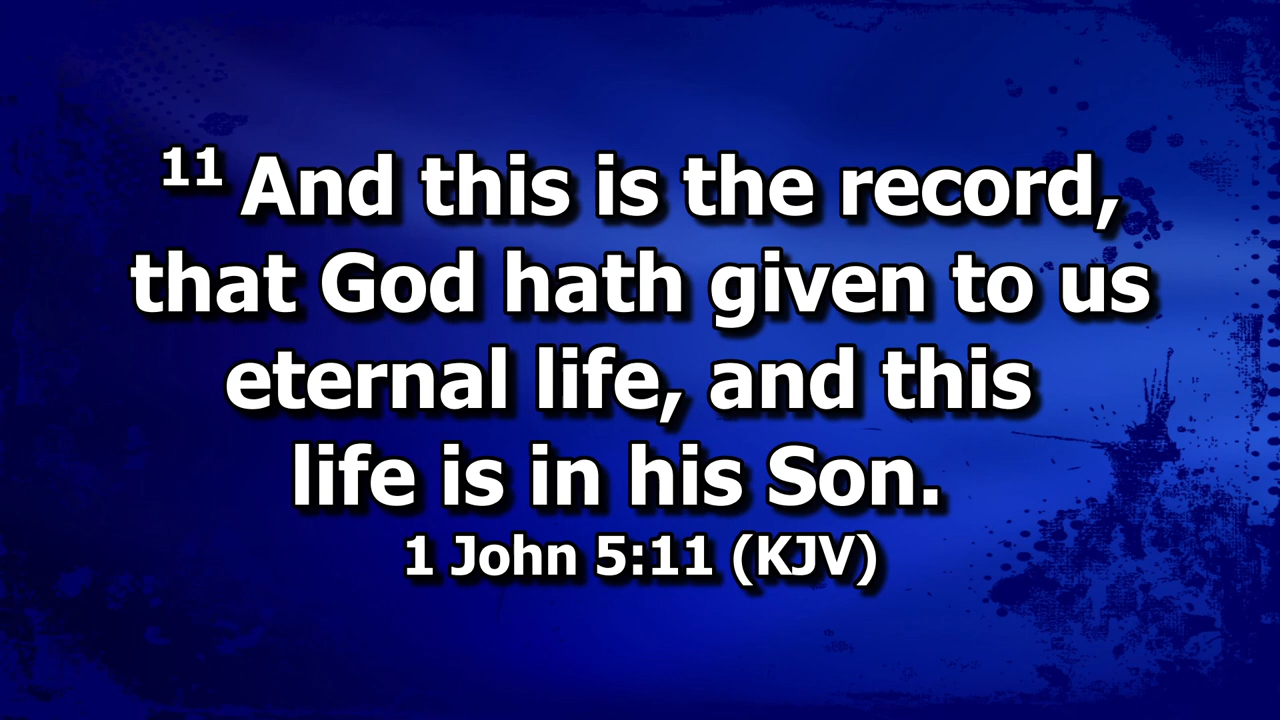 11 And this is the record,
that God hath given to us
eternal life, and this
life is in his Son.
1 John 5:11 (KJV)